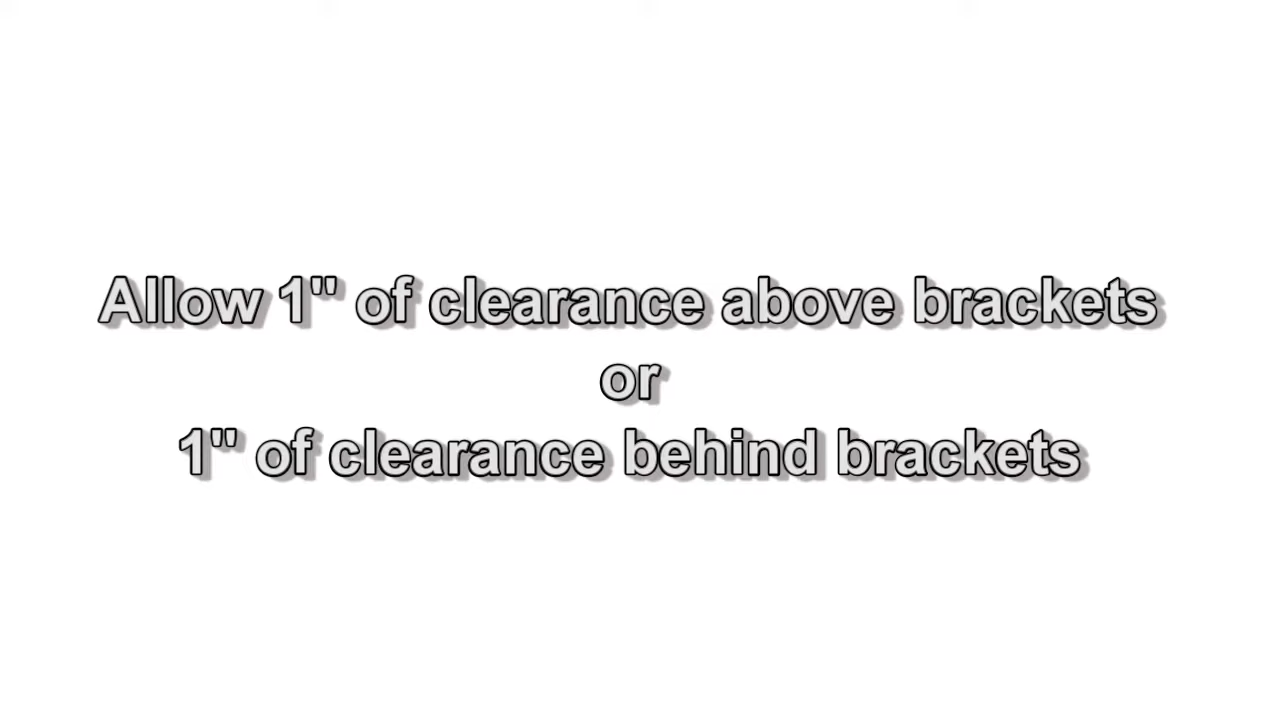 Allow 1" of clearance above brackets
or
1" of clearance behind brackets